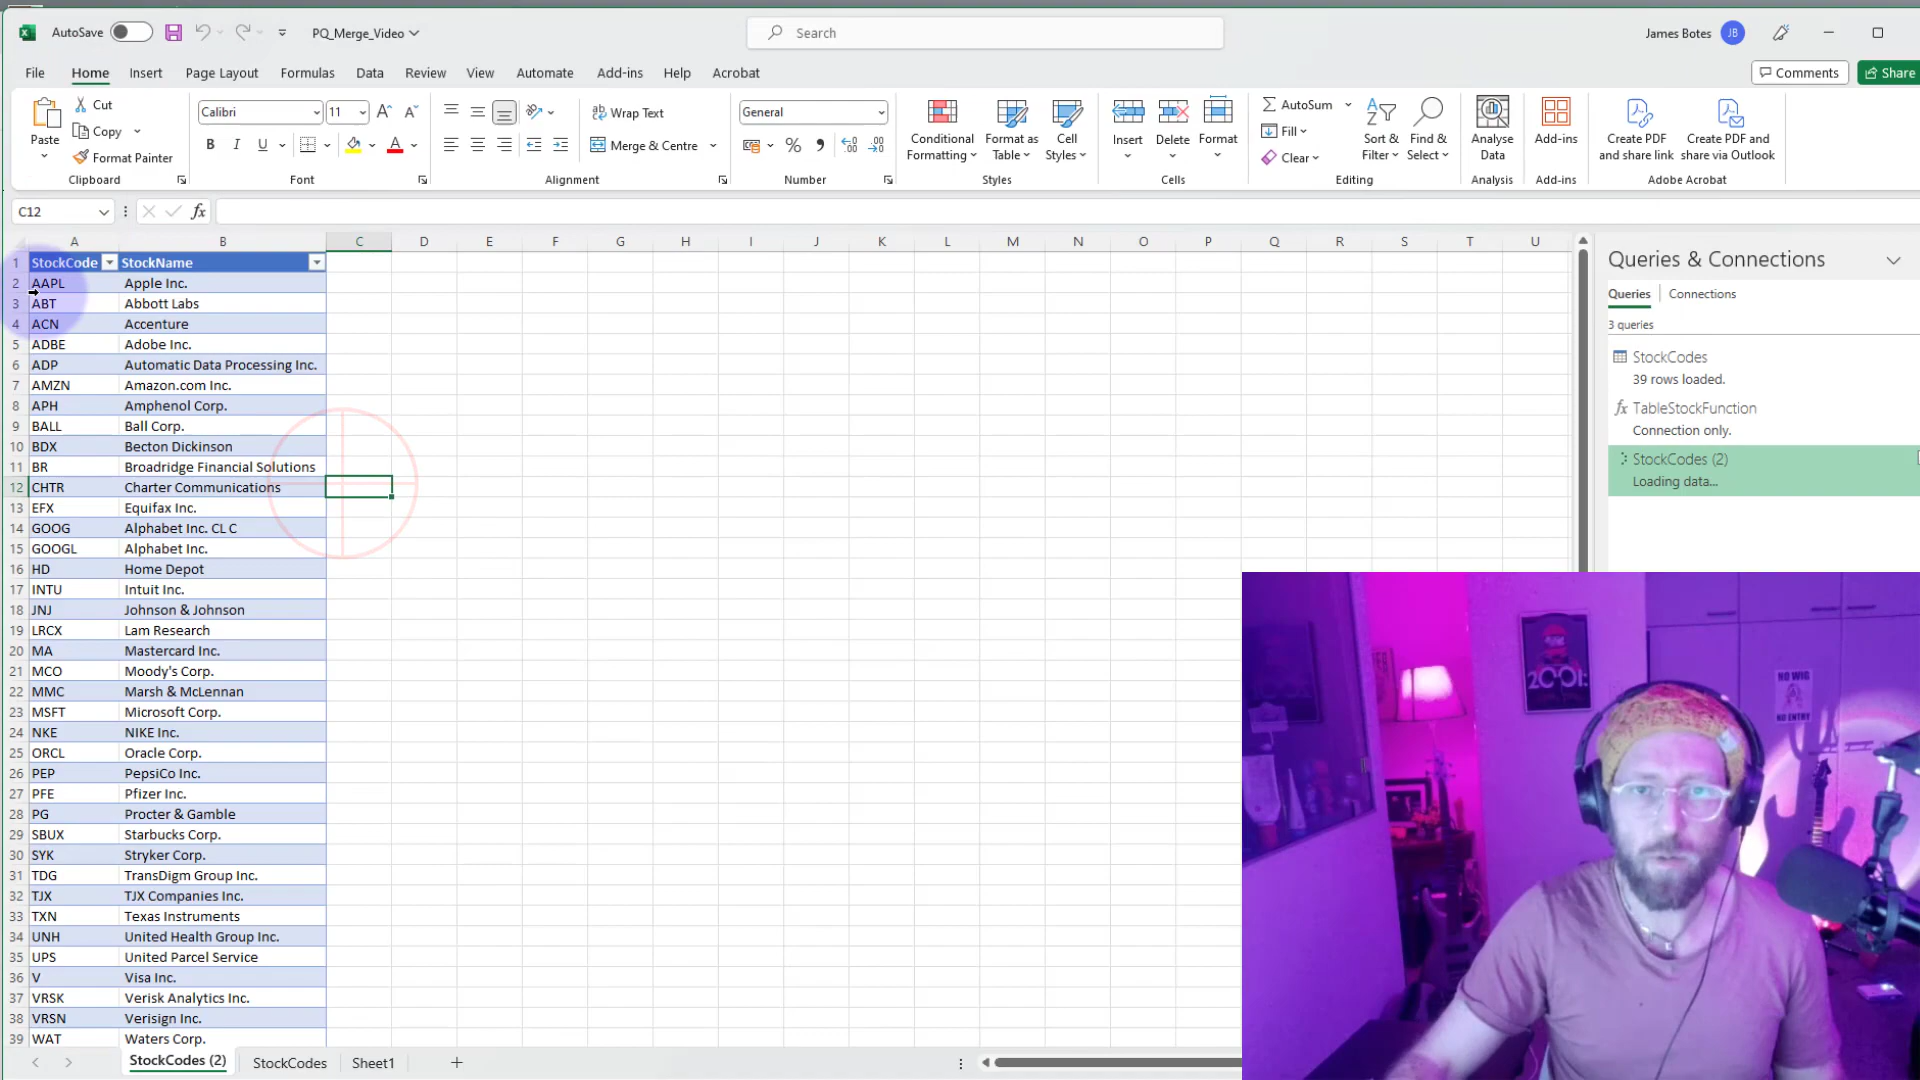 AutoSave PQ_Merge_Video Search James Botes JB
File Home Insert Page Layout Formulas Data Review View Automate Add-ins Help Acrobat Comments Share
Paste Cut Copy Format Painter Clipboard
Calibri 11 B I U Font
Wrap Text Merge & Centre Alignment
General % Number
Conditional Formatting Format as Table Cell Styles Styles
Insert Delete Format Cells
AutoSum Fill Clear Sort & Filter Find & Select Editing
Analyse Data Analysis
Add-ins Add-ins
Create PDF and share link Create PDF and share via Outlook Adobe Acrobat
C12 fx
A B C D E F G H I J K L M N O P Q R S T U
1 StockCode StockName
2 AAPL Apple Inc.
3 ABT Abbott Labs
4 ACN Accenture
5 ADBE Adobe Inc.
6 ADP Automatic Data Processing Inc.
7 AMZN Amazon.com Inc.
8 APH Amphenol Corp.
9 BALL Ball Corp.
10 BDX Becton Dickinson
11 BR Broadridge Financial Solutions
12 CHTR Charter Communications
13 EFX Equifax Inc.
14 GOOG Alphabet Inc. CL C
15 GOOGL Alphabet Inc.
16 HD Home Depot
17 INTU Intuit Inc.
18 JNJ Johnson & Johnson
19 LRCX Lam Research
20 MA Mastercard Inc.
21 MCO Moody's Corp.
22 MMC Marsh & McLennan
23 MSFT Microsoft Corp.
24 NKE NIKE Inc.
25 ORCL Oracle Corp.
26 PEP PepsiCo Inc.
27 PFE Pfizer Inc.
28 PG Procter & Gamble
29 SBUX Starbucks Corp.
30 SYK Stryker Corp.
31 TDG TransDigm Group Inc.
32 TJX TJX Companies Inc.
33 TXN Texas Instruments
34 UNH United Health Group Inc.
35 UPS United Parcel Service
36 V Visa Inc.
37 VRSK Verisk Analytics Inc.
38 VRSN Verisign Inc.
39 WAT Waters Corp.
StockCodes (2) StockCodes Sheet1
Queries & Connections
Queries Connections
3 queries
StockCodes
39 rows loaded.
fx TableStockFunction
Connection only.
StockCodes (2)
Loading data...
2001:
NO WIG
NO ENTRY